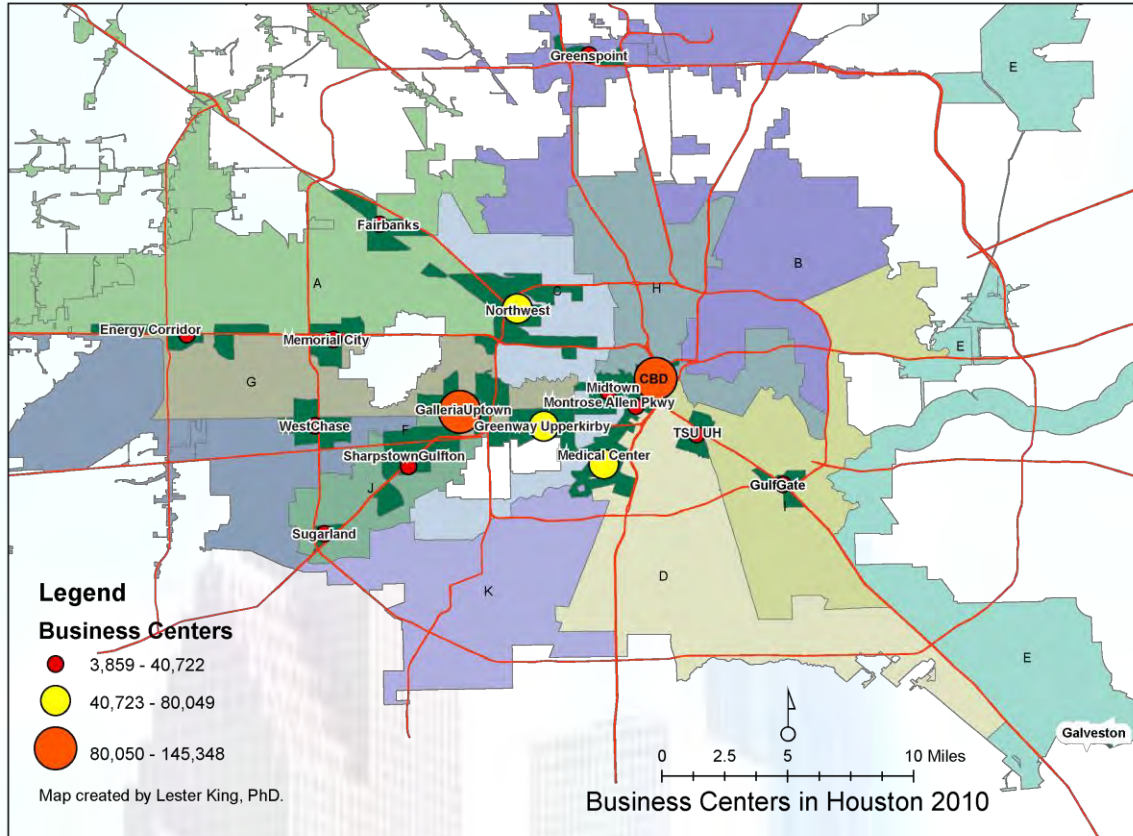 Greenspoint
E
Fairbanks
B
A
C
H
Northwest
Energy Corridor
Memorial City
E
CBD
G
Midtown
Montrose Allen Pkwy
GalleriaUptown
WestChase
F
Greenway Upperkirby
TSU UH
SharpstownGulfton
Medical Center
J
GulfGate
I
Sugarland
D
K
E
Legend
Business Centers
3,859 - 40,722
40,723 - 80,049
80,050 - 145,348
Map created by Lester King, PhD.
Galveston
0 2.5 5 10 Miles
Business Centers in Houston 2010